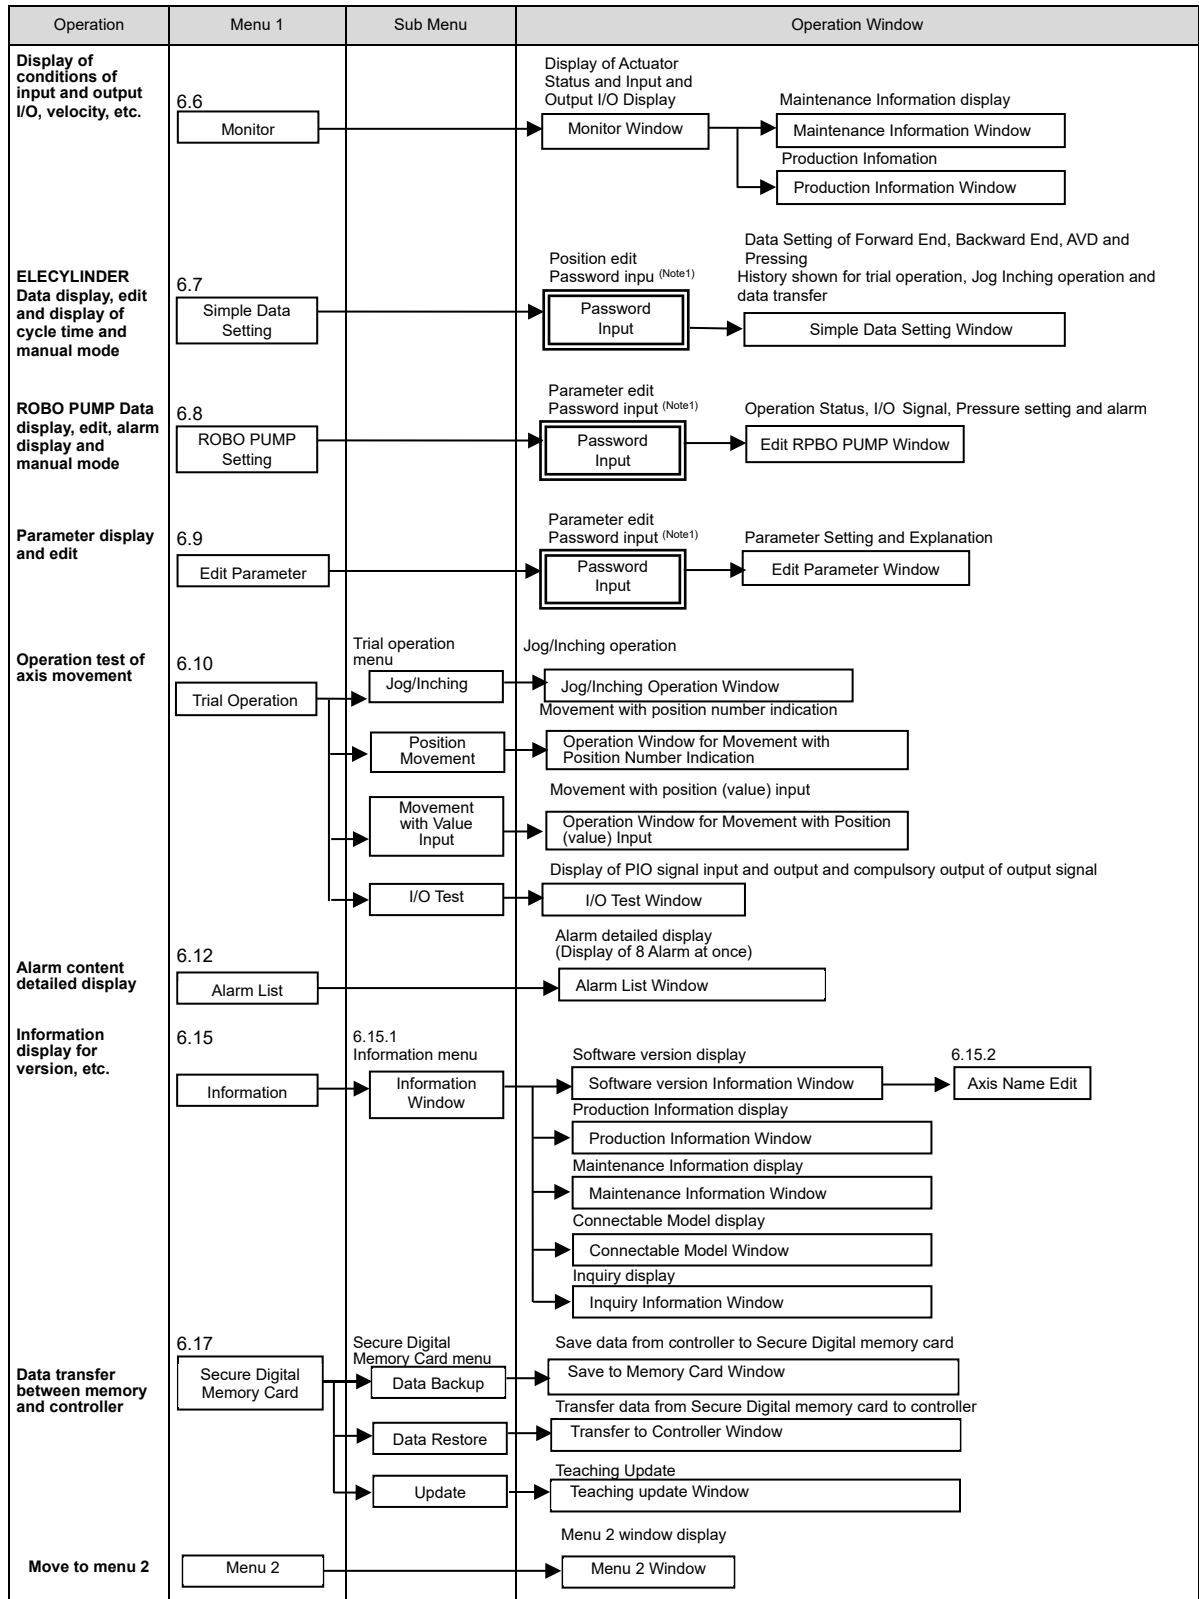 Operation
Menu 1
Sub Menu
Operation Window
Display of
conditions of
input and output
I/O, velocity, etc.
6.6
Monitor
Display of Actuator
Status and Input and
Output I/O Display
Monitor Window
Maintenance Information display
Maintenance Information Window
Production Infomation
Production Information Window
ELECYLINDER
Data display, edit
and display of
cycle time and
manual mode
6.7
Simple Data
Setting
Position edit
Password inpu (Note1)
Password
Input
Data Setting of Forward End, Backward End, AVD and
Pressing
History shown for trial operation, Jog Inching operation and
data transfer
Simple Data Setting Window
ROBO PUMP Data
display, edit, alarm
display and
manual mode
6.8
ROBO PUMP
Setting
Parameter edit
Password input (Note1)
Password
Input
Operation Status, I/O Signal, Pressure setting and alarm
Edit RPBO PUMP Window
Parameter display
and edit
6.9
Edit Parameter
Parameter edit
Password input (Note1)
Password
Input
Parameter Setting and Explanation
Edit Parameter Window
Operation test of
axis movement
6.10
Trial Operation
Trial operation
menu
Jog/Inching
Jog/Inching operation
Jog/Inching Operation Window
Movement with position number indication
Position
Movement
Operation Window for Movement with
Position Number Indication
Movement with position (value) input
Movement
with Value
Input
Operation Window for Movement with Position
(value) Input
Display of PIO signal input and output and compulsory output of output signal
I/O Test
I/O Test Window
Alarm content
detailed display
6.12
Alarm List
Alarm detailed display
(Display of 8 Alarm at once)
Alarm List Window
Information
display for
version, etc.
6.15
Information
6.15.1
Information menu
Information
Window
Software version display
Software version Information Window
6.15.2
Axis Name Edit
Production Information display
Production Information Window
Maintenance Information display
Maintenance Information Window
Connectable Model display
Connectable Model Window
Inquiry display
Inquiry Information Window
Data transfer
between memory
and controller
6.17
Secure Digital
Memory Card
Secure Digital
Memory Card menu
Data Backup
Save data from controller to Secure Digital memory card
Save to Memory Card Window
Transfer data from Secure Digital memory card to controller
Data Restore
Transfer to Controller Window
Teaching Update
Update
Teaching update Window
Menu 2 window display
Move to menu 2
Menu 2
Menu 2 Window